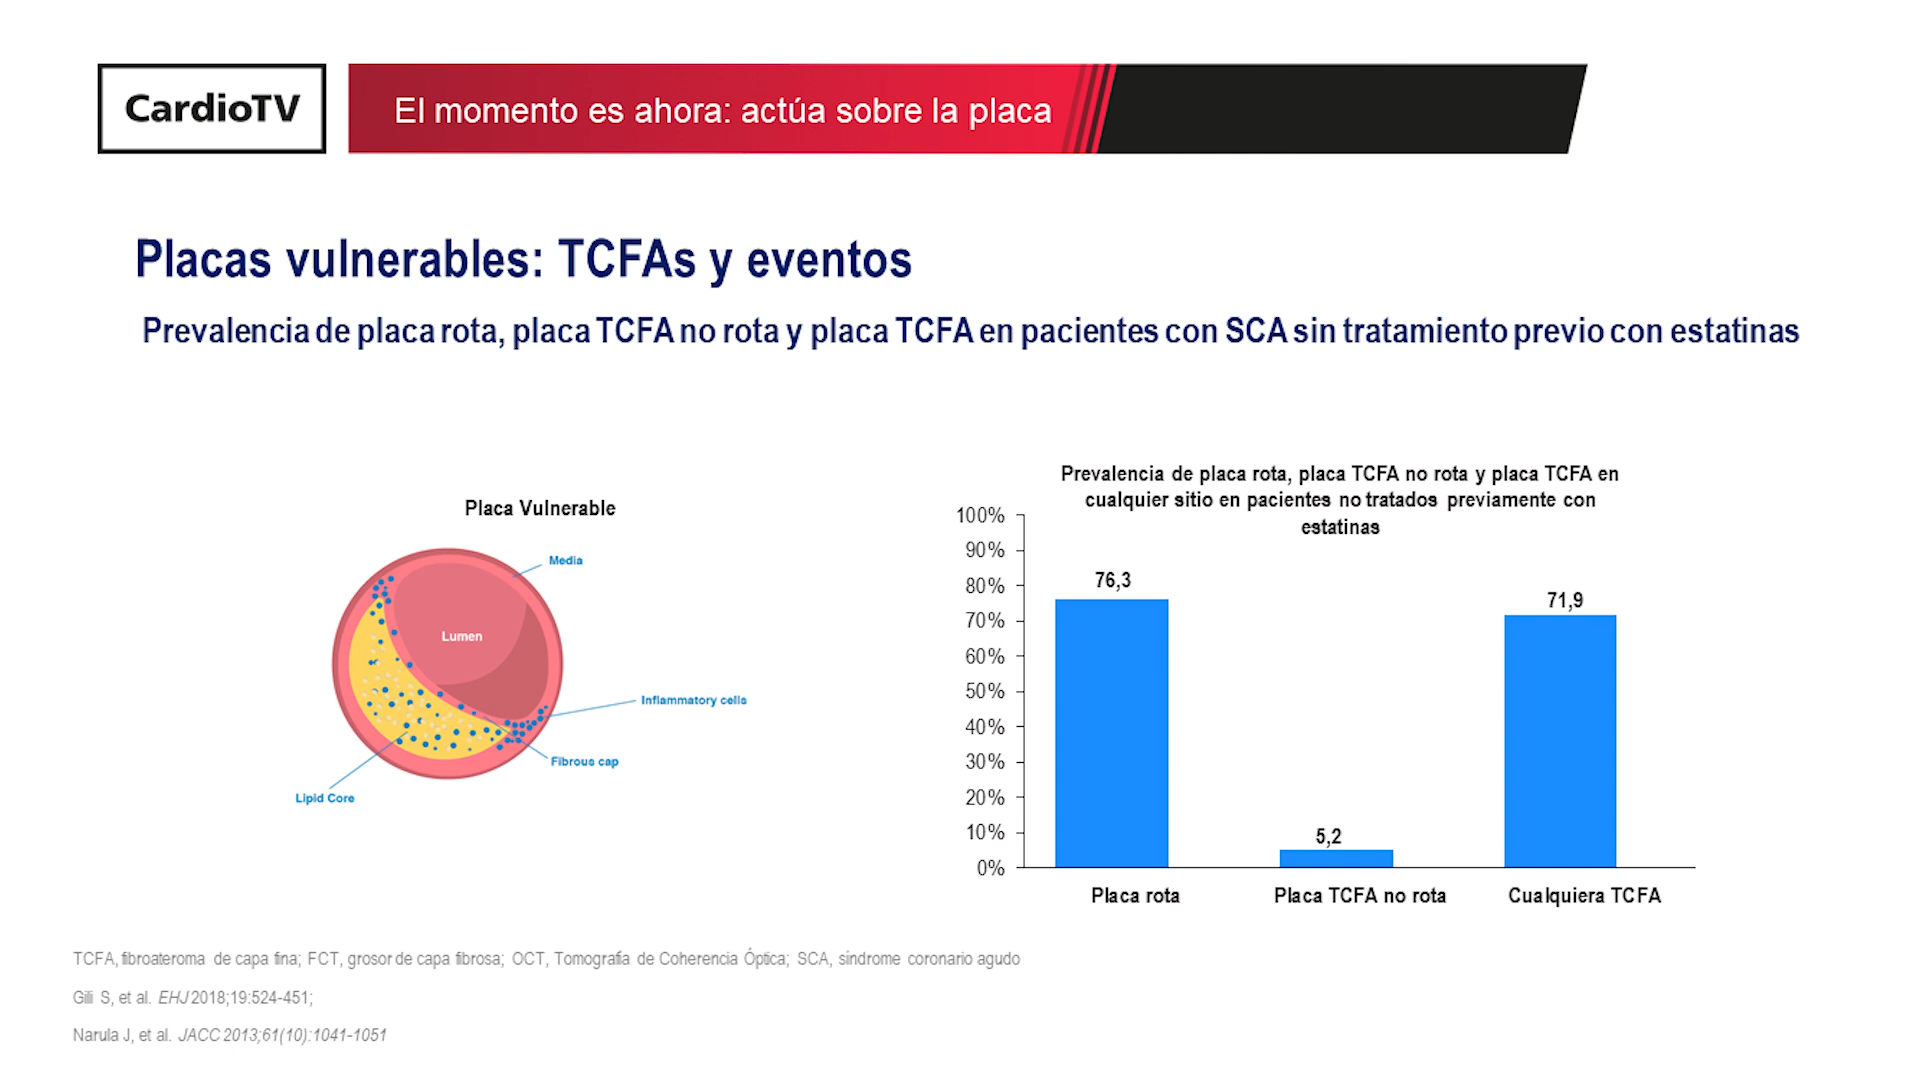 CardioTV
El momento es ahora: actúa sobre la placa
Placas vulnerables: TCFAs y eventos
Prevalencia de placa rota, placa TCFA no rota y placa TCFA en pacientes con SCA sin tratamiento previo con estatinas
Placa Vulnerable
Media
Lumen
Inflammatory cells
Fibrous cap
Lipid Core
Prevalencia de placa rota, placa TCFA no rota y placa TCFA en
cualquier sitio en pacientes no tratados previamente con
estatinas
100%
90%
80%
70%
60%
50%
40%
30%
20%
10%
0%
76,3
5,2
71,9
Placa rota
Placa TCFA no rota
Cualquiera TCFA
TCFA, fibroateroma de capa fina; FCT, grosor de capa fibrosa; OCT, Tomografía de Coherencia Óptica; SCA, síndrome coronario agudo
Gili S, et al. EHJ 2018;19:524-451;
Narula J, et al. JACC 2013;61(10):1041-1051